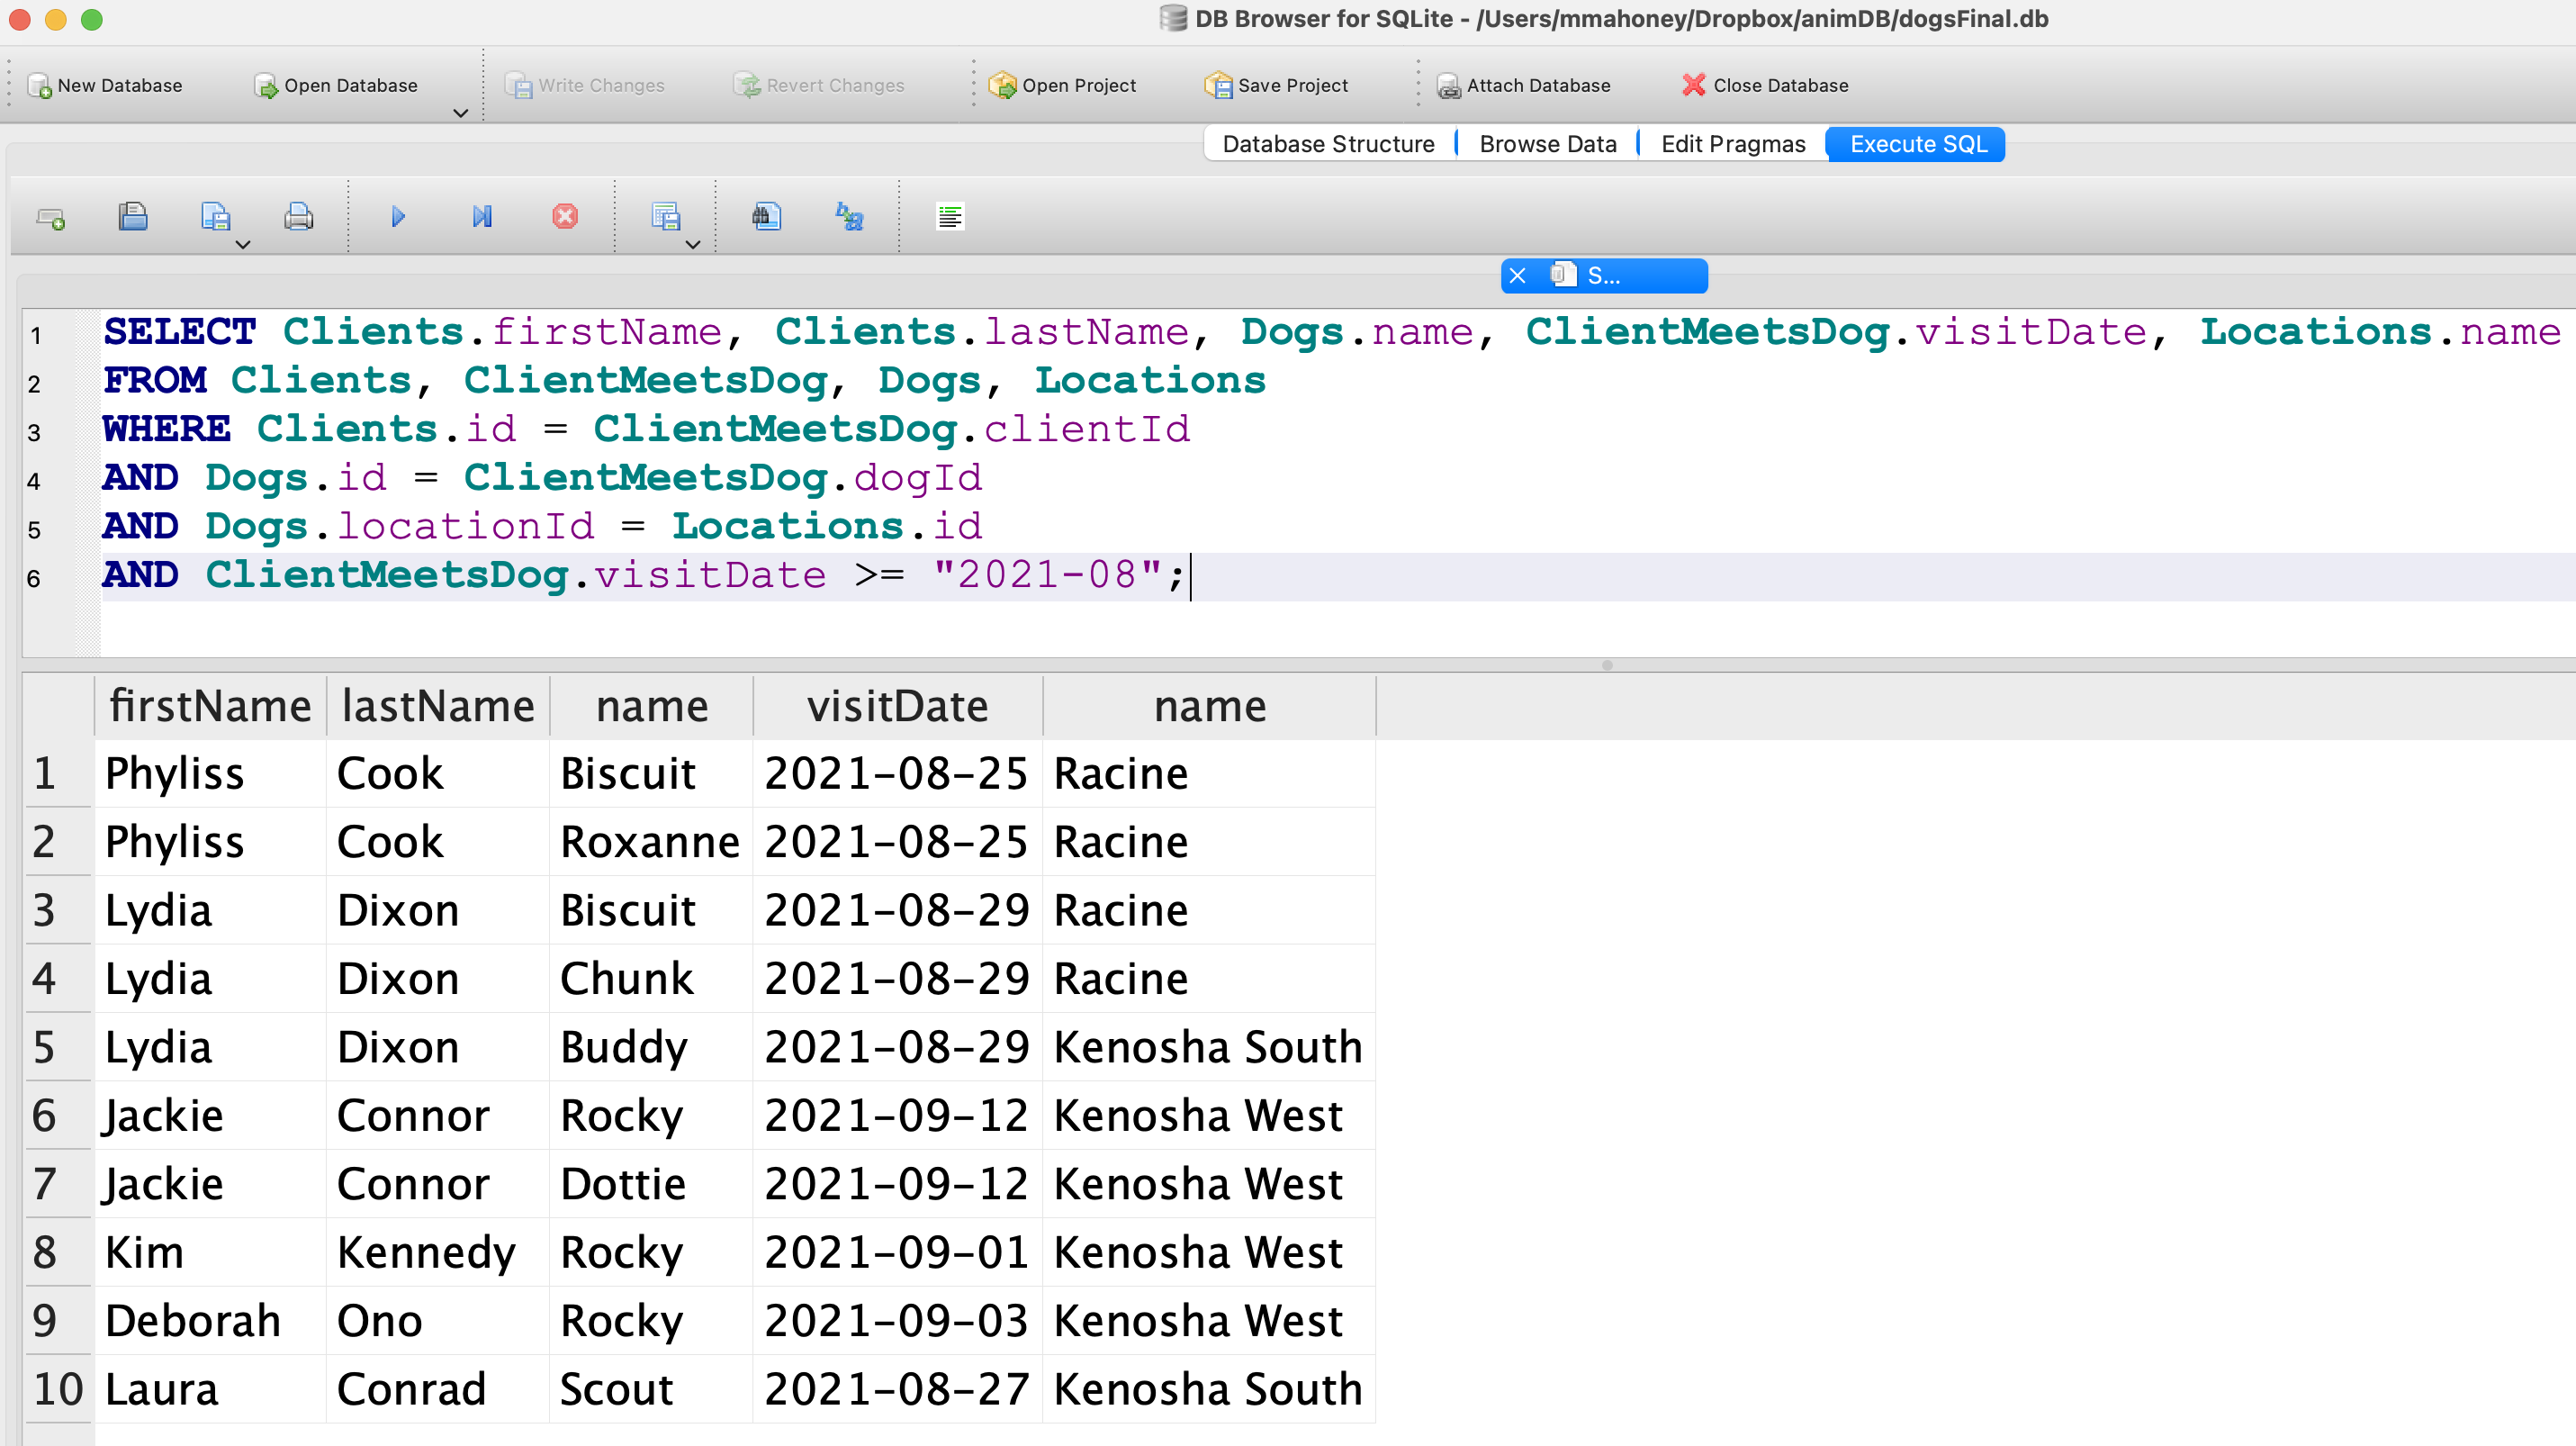 DB Browser for SQLite - /Users/mmahoney/Dropbox/animDB/dogsFinal.db
New Database Open Database Write Changes Revert Changes Open Project Save Project Attach Database Close Database
Database Structure Browse Data Edit Pragmas Execute SQL
S...
1 SELECT Clients.firstName, Clients.lastName, Dogs.name, ClientMeetsDog.visitDate, Locations.name
2 FROM Clients, ClientMeetsDog, Dogs, Locations
3 WHERE Clients.id = ClientMeetsDog.clientId
4 AND Dogs.id = ClientMeetsDog.dogId
5 AND Dogs.locationId = Locations.id
6 AND ClientMeetsDog.visitDate >= "2021-08";
firstName lastName name visitDate name
1 Phyliss Cook Biscuit 2021-08-25 Racine
2 Phyliss Cook Roxanne 2021-08-25 Racine
3 Lydia Dixon Biscuit 2021-08-29 Racine
4 Lydia Dixon Chunk 2021-08-29 Racine
5 Lydia Dixon Buddy 2021-08-29 Kenosha South
6 Jackie Connor Rocky 2021-09-12 Kenosha West
7 Jackie Connor Dottie 2021-09-12 Kenosha West
8 Kim Kennedy Rocky 2021-09-01 Kenosha West
9 Deborah Ono Rocky 2021-09-03 Kenosha West
10 Laura Conrad Scout 2021-08-27 Kenosha South